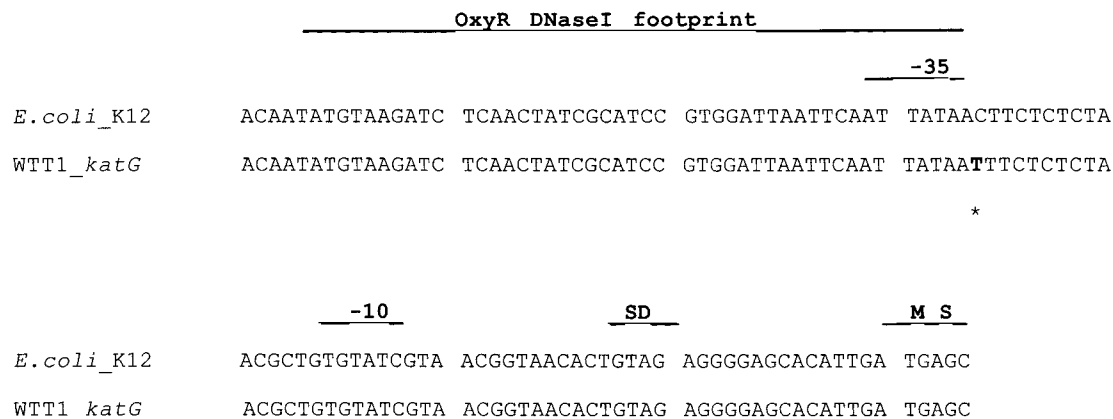 OxyR DNaseI footprint
-35
E.coli_K12 ACAATATGTAAGATC TCAACTATCGCATCC GTGGATTAATTCAAT TATAACTTCTCTCTA
WTT1_katG ACAATATGTAAGATC TCAACTATCGCATCC GTGGATTAATTCAAT TATAATTTCTCTCTA
*
-10 SD M S
E.coli_K12 ACGCTGTGTATCGTA ACGGTAACACTGTAG AGGGGAGCACATTGA TGAGC
WTT1_katG ACGCTGTGTATCGTA ACGGTAACACTGTAG AGGGGAGCACATTGA TGAGC